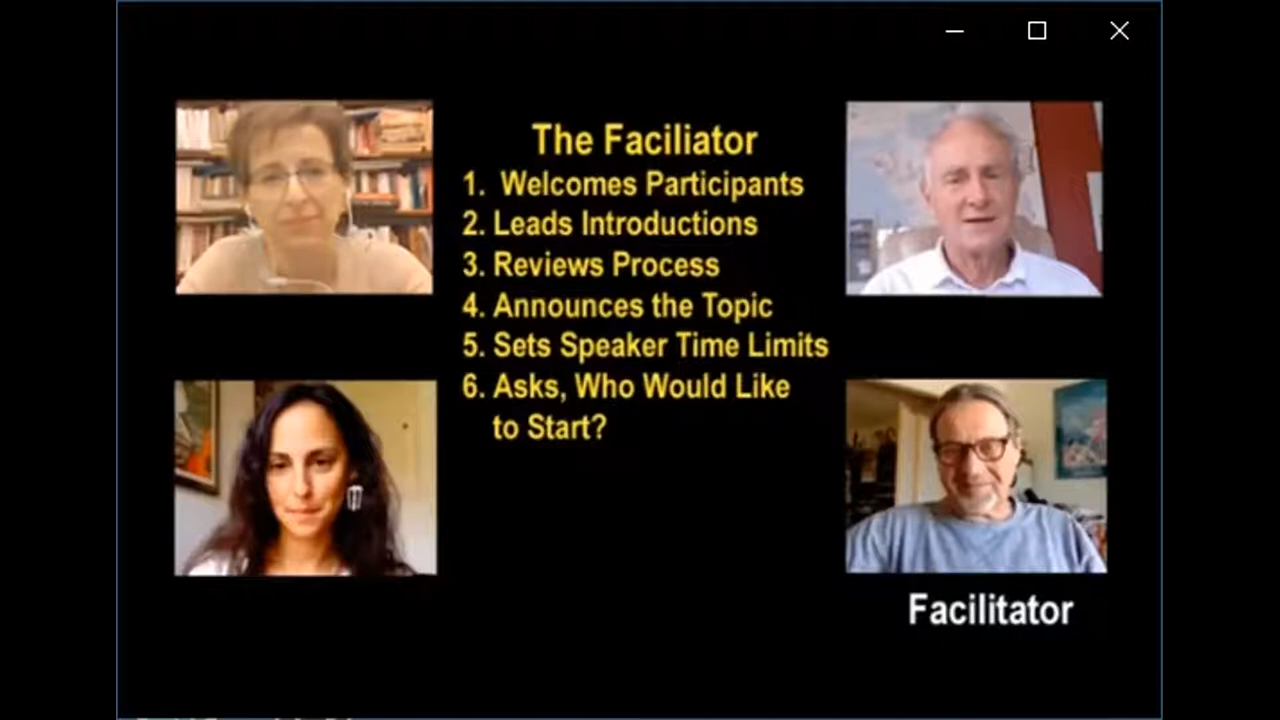 The Faciliator
1. Welcomes Participants
2. Leads Introductions
3. Reviews Process
4. Announces the Topic
5. Sets Speaker Time Limits
6. Asks, Who Would Like
to Start?
Facilitator